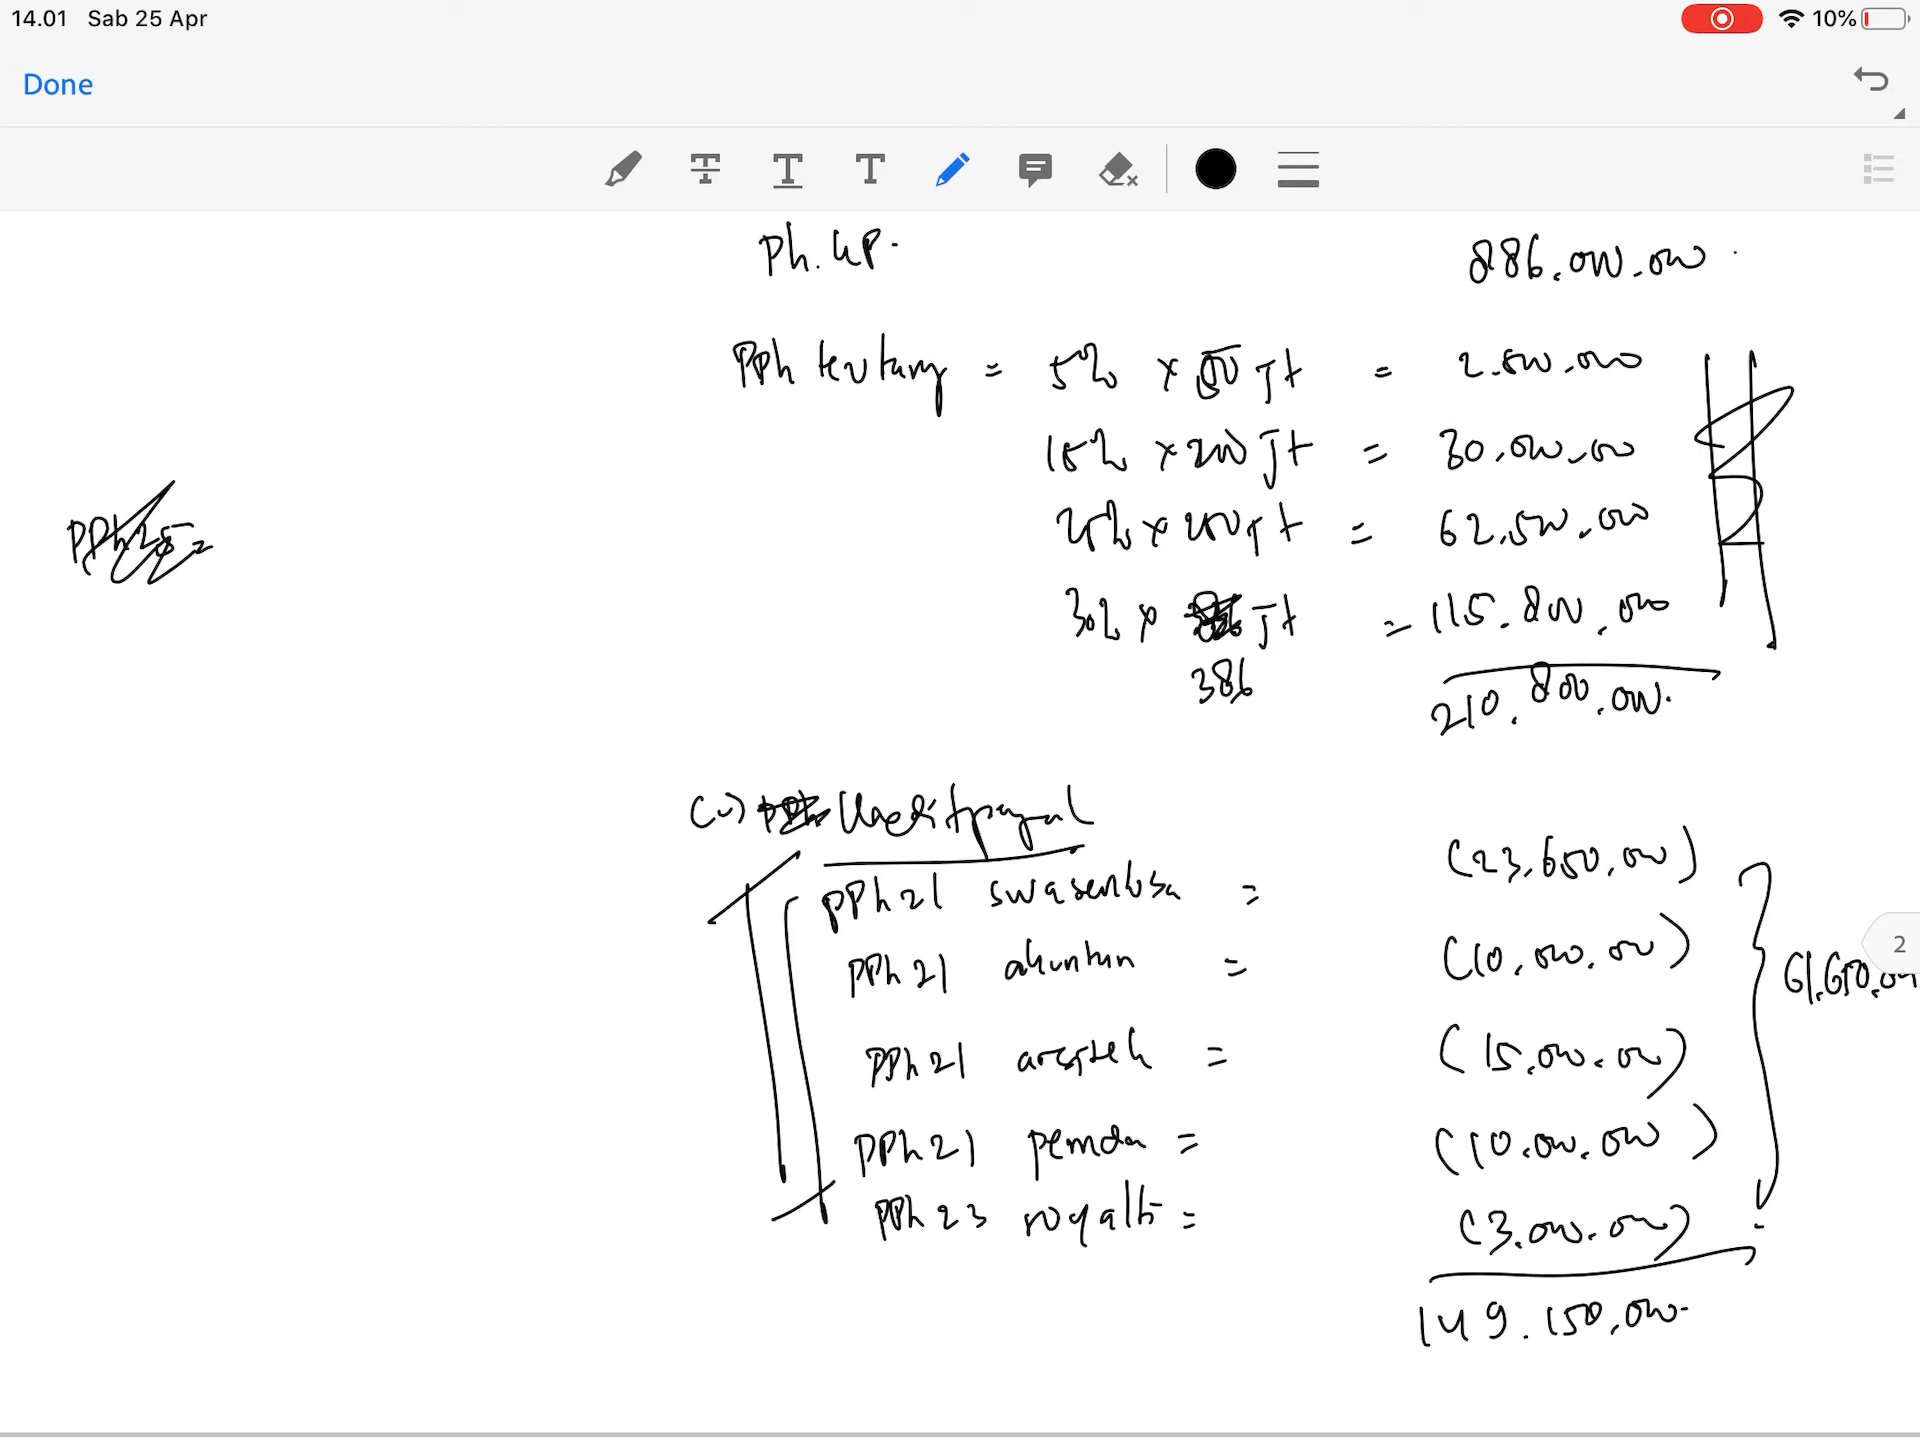 14.01 Sab 25 Apr 10%
Done
Ph. KP. 886.000.000
PPh terutang = 5% x 50 Jt = 2.500.000
15% x 200 Jt = 30.000.000
25% x 250 Jt = 62.500.000
30% x Jt = 115.800.000
386
210.800.000.
PPh 25 =
(-) Kredit pajak
PPh 21 swasentosa = (23.650.000)
PPh 21 akuntan = (10.000.000)
2
61.650.00
PPh 21 arsitek = (15.000.000)
PPh 21 pemda = (10.000.000)
PPh 23 royalti = (3.000.000)
149.150.000